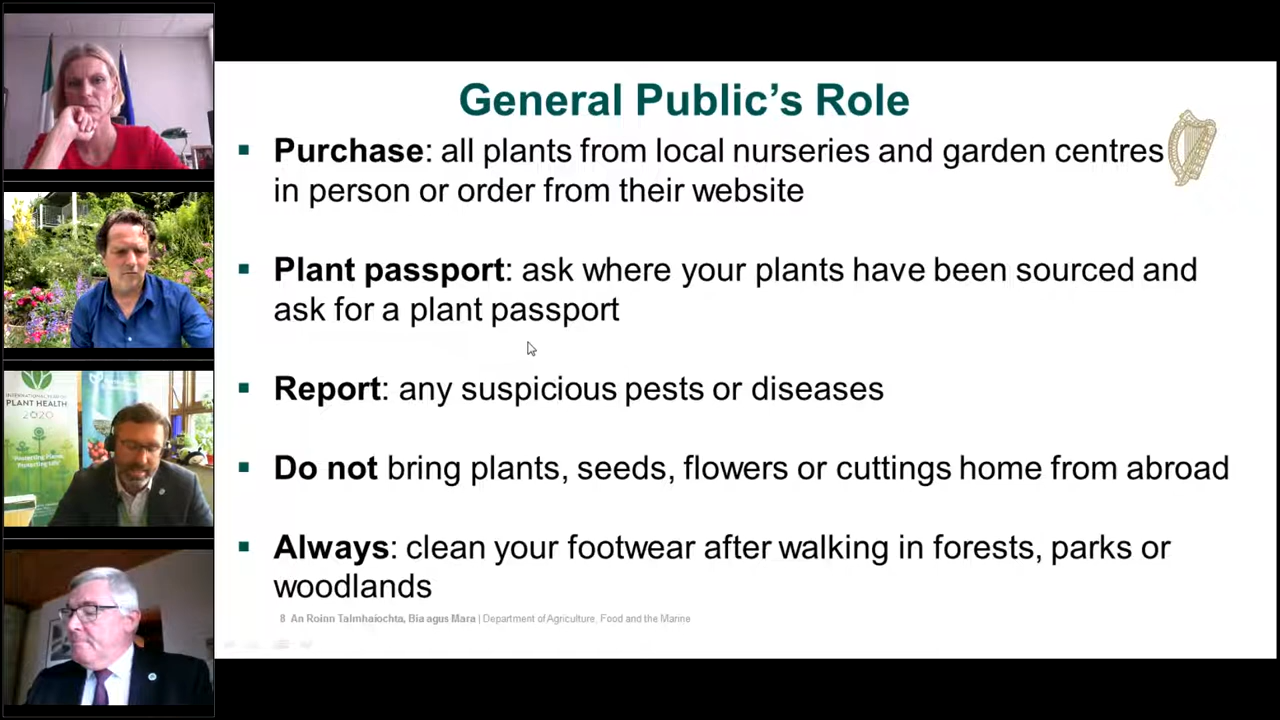 General Public's Role
▪ Purchase: all plants from local nurseries and garden centres
in person or order from their website
▪ Plant passport: ask where your plants have been sourced and
ask for a plant passport
▪ Report: any suspicious pests or diseases
▪ Do not bring plants, seeds, flowers or cuttings home from abroad
▪ Always: clean your footwear after walking in forests, parks or
woodlands
8 An Roinn Talmhaíochta, Bia agus Mara | Department of Agriculture, Food and the Marine
INTERNATIONAL YEAR OF
PLANT HEALTH
2020
Protecting Plants,
Protecting Life